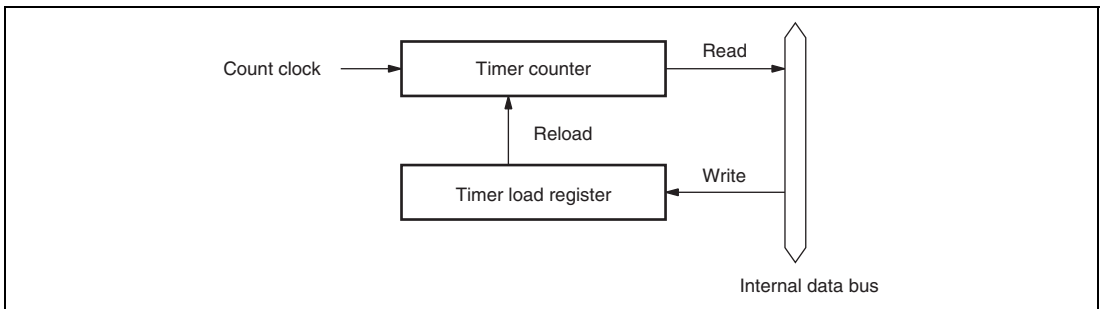 Read
Count clock
Timer counter
Reload
Write
Timer load register
Internal data bus